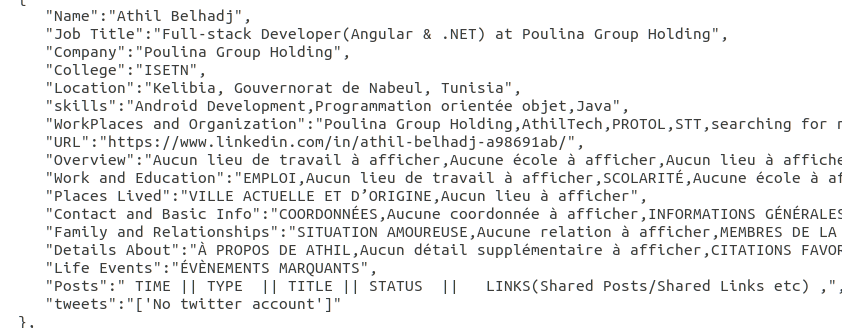 {
"Name":"Athil Belhadj",
"Job Title":"Full-stack Developer(Angular & .NET) at Poulina Group Holding",
"Company":"Poulina Group Holding",
"College":"ISETN",
"Location":"Kelibia, Gouvernorat de Nabeul, Tunisia",
"skills":"Android Development,Programmation orientée objet,Java",
"WorkPlaces and Organization":"Poulina Group Holding,AthilTech,PROTOL,STT,searching for
"URL":"https://www.linkedin.com/in/athil-belhadj-a98691ab/",
"Overview":"Aucun lieu de travail à afficher,Aucune école à afficher,Aucun lieu à affiche
"Work and Education":"EMPLOI,Aucun lieu de travail à afficher,SCOLARITÉ,Aucune école à af
"Places Lived":"VILLE ACTUELLE ET D’ORIGINE,Aucun lieu à afficher",
"Contact and Basic Info":"COORDONNÉES,Aucune coordonnée à afficher,INFORMATIONS GÉNÉRALES
"Family and Relationships":"SITUATION AMOUREUSE,Aucune relation à afficher,MEMBRES DE LA
"Details About":"À PROPOS DE ATHIL,Aucun détail supplémentaire à afficher,CITATIONS FAVOR
"Life Events":"ÉVÈNEMENTS MARQUANTS",
"Posts":" TIME || TYPE  || TITLE || STATUS  ||   LINKS(Shared Posts/Shared Links etc) ,",
"tweets":"['No twitter account']"
},